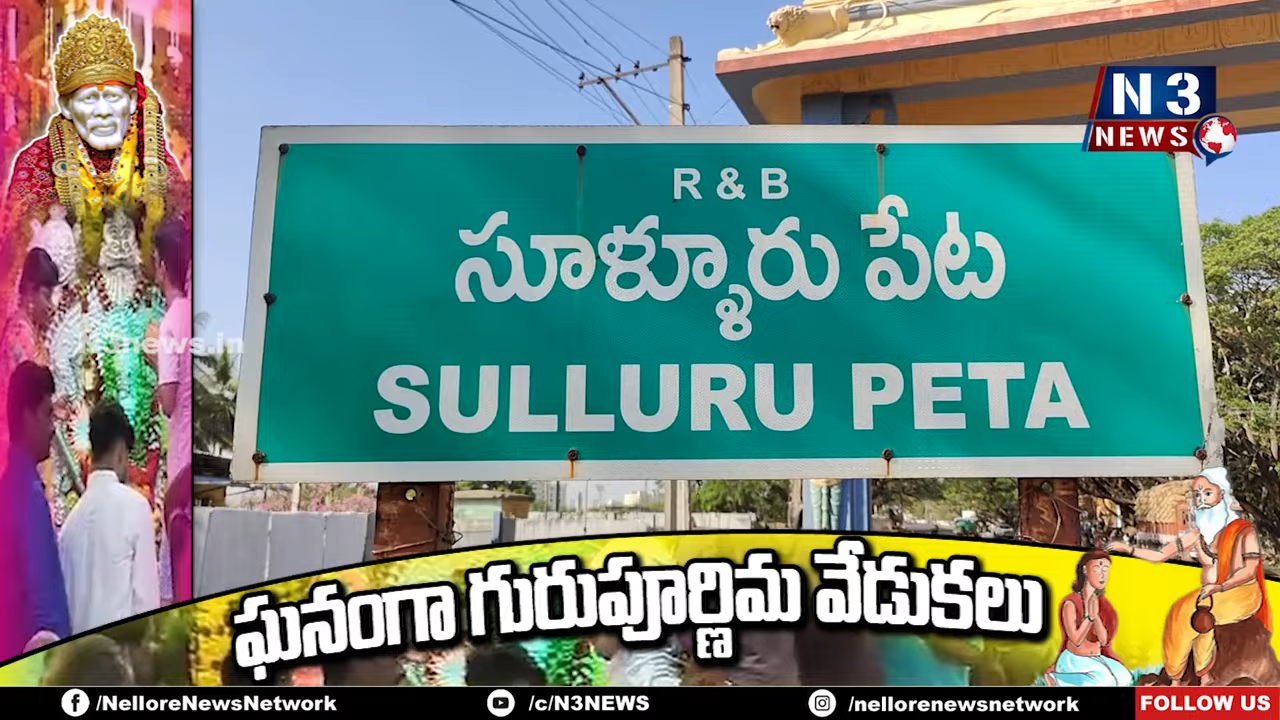 N3
NEWS
R & B
సూళ్ళూరు పేట
SULLURU PETA
ఘనంగా గురుపూర్ణిమ వేడుకలు
/NelloreNewsNetwork
/c/N3NEWS
/nellorenewsnetwork
FOLLOW US